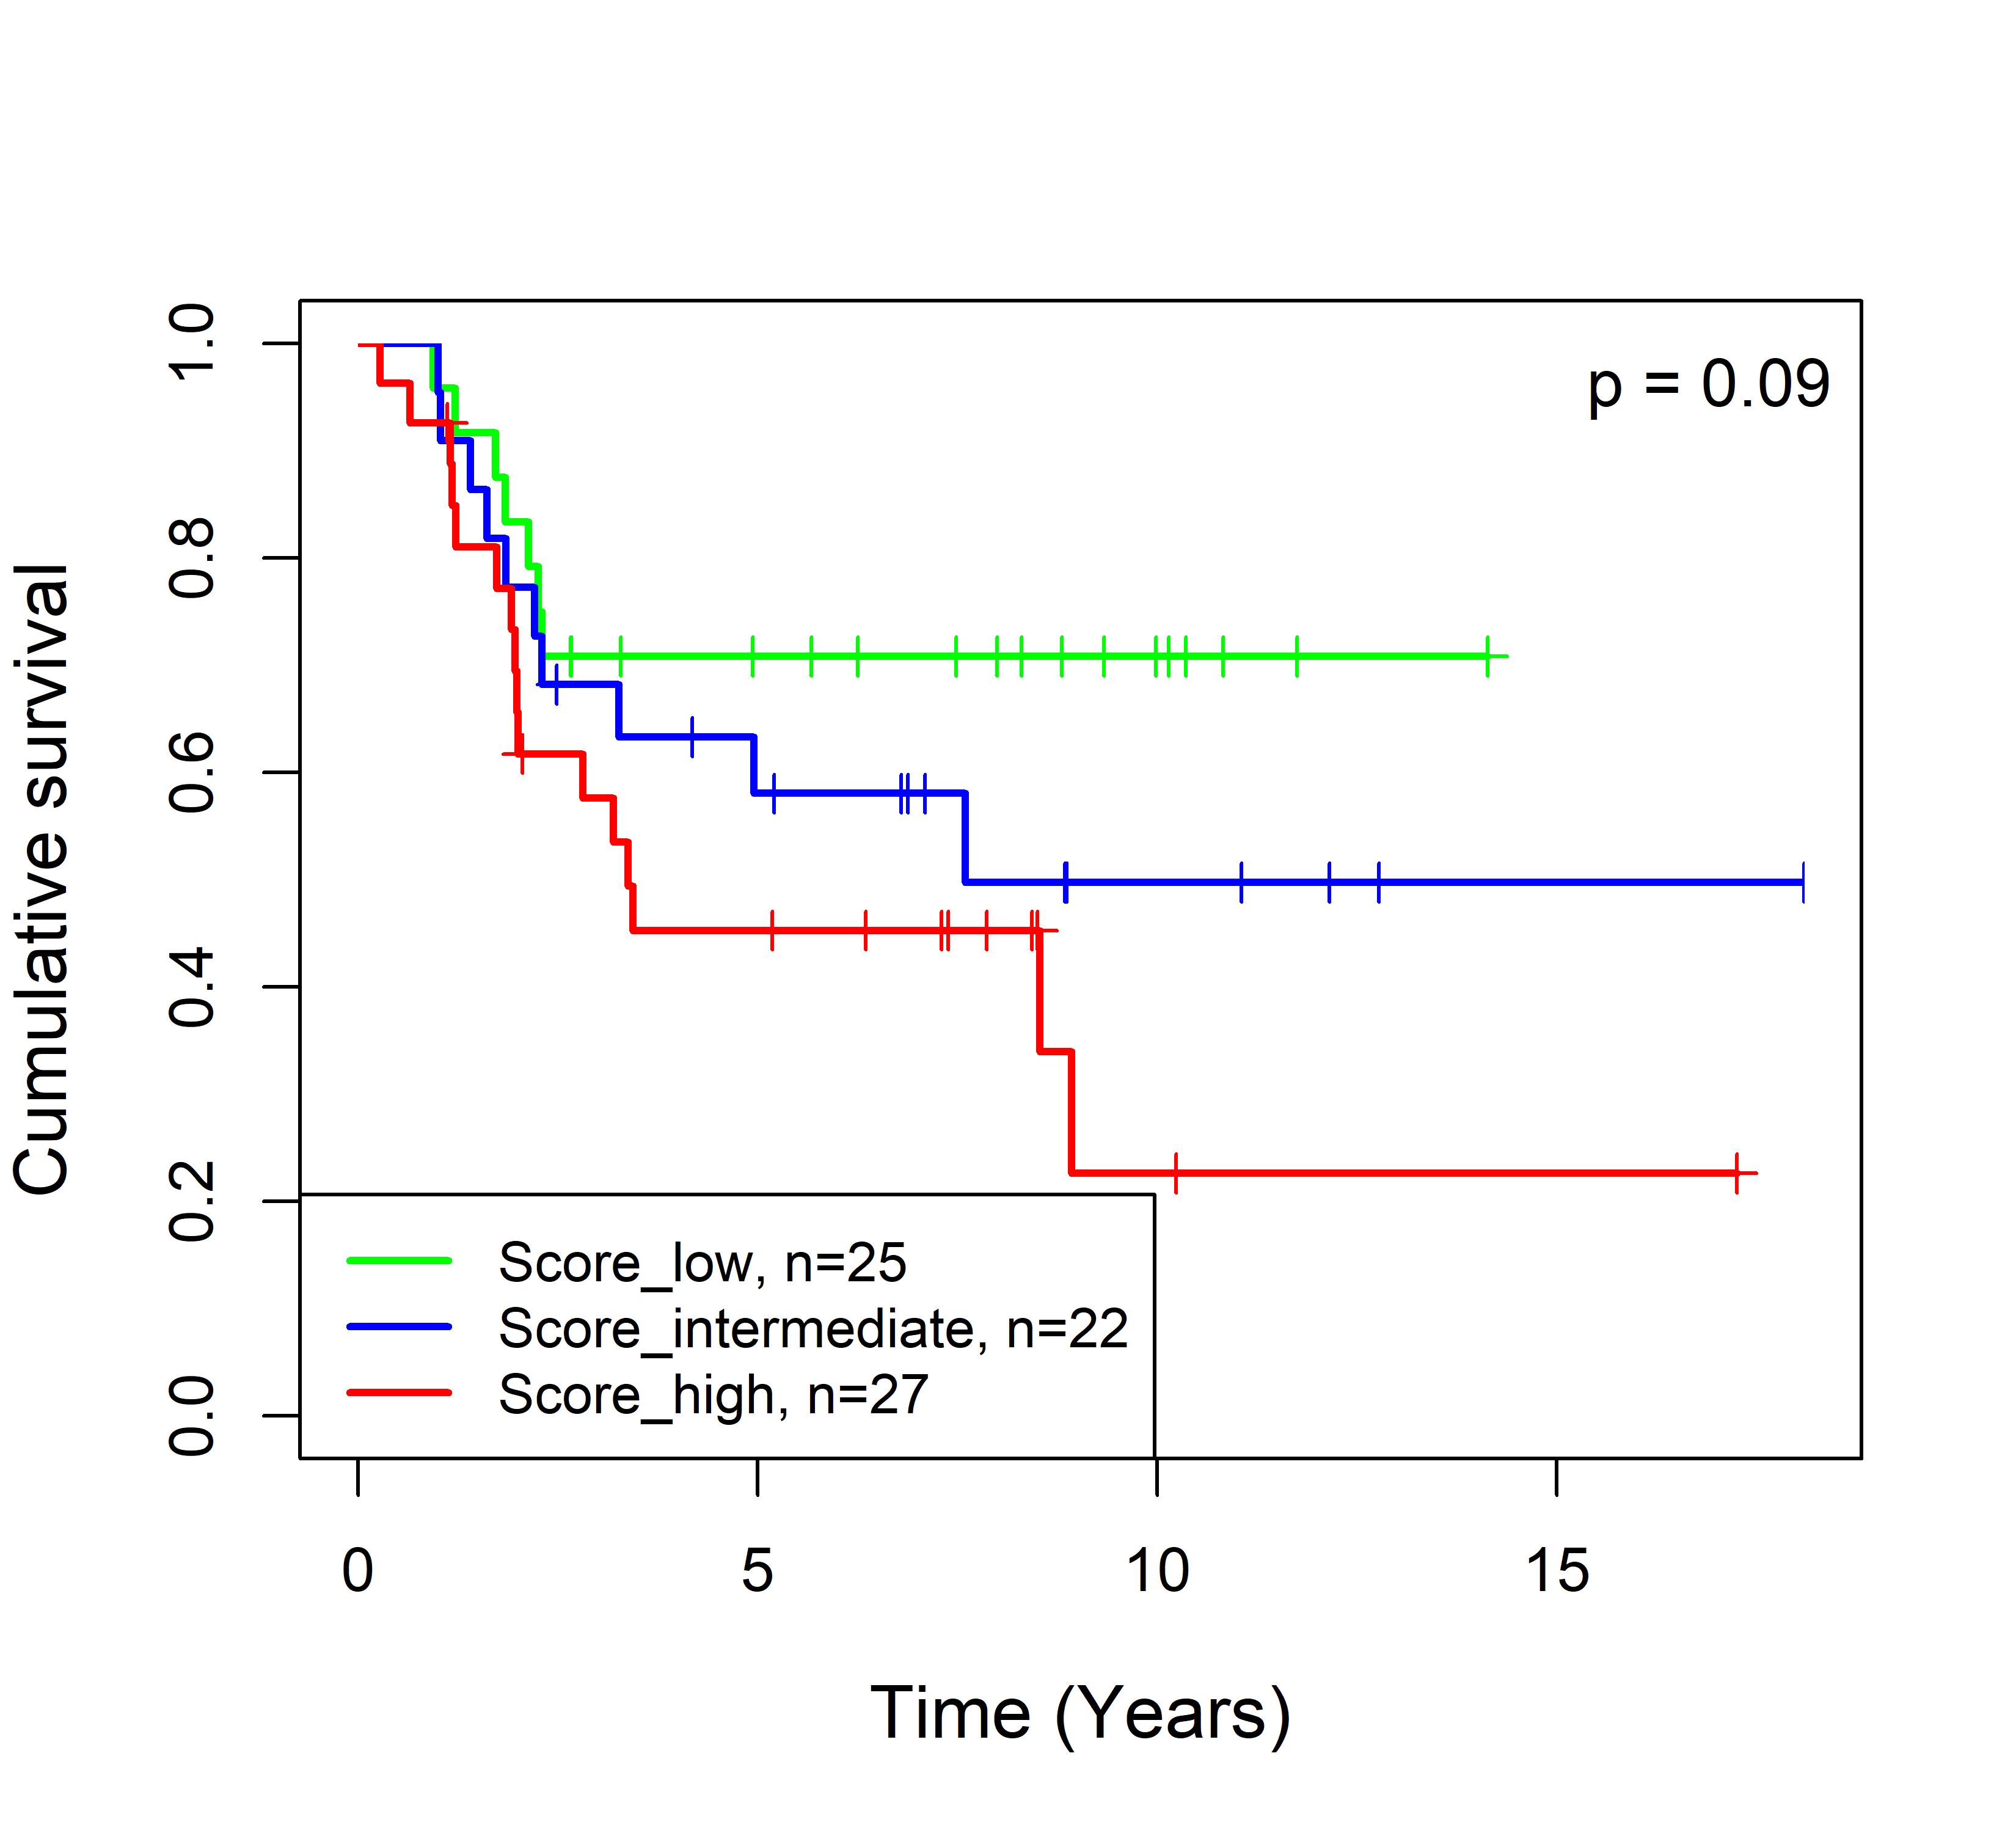 p = 0.09
Cumulative survival
1.0
0.8
0.6
0.4
0.2
0.0
Score_low, n=25
Score_intermediate, n=22
Score_high, n=27
0 5 10 15
Time (Years)